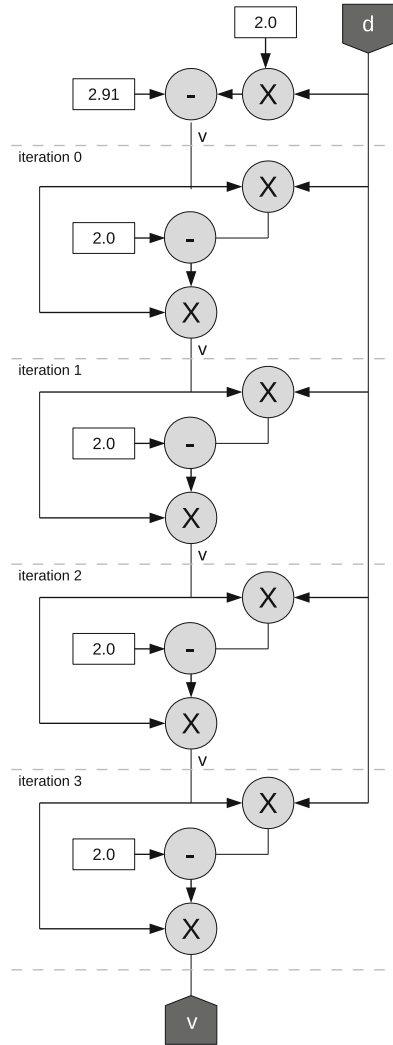 2.0
d
2.91
-
X
v
iteration 0
X
2.0
-
X
v
iteration 1
X
2.0
-
X
v
iteration 2
X
2.0
-
X
v
iteration 3
X
2.0
-
X
v